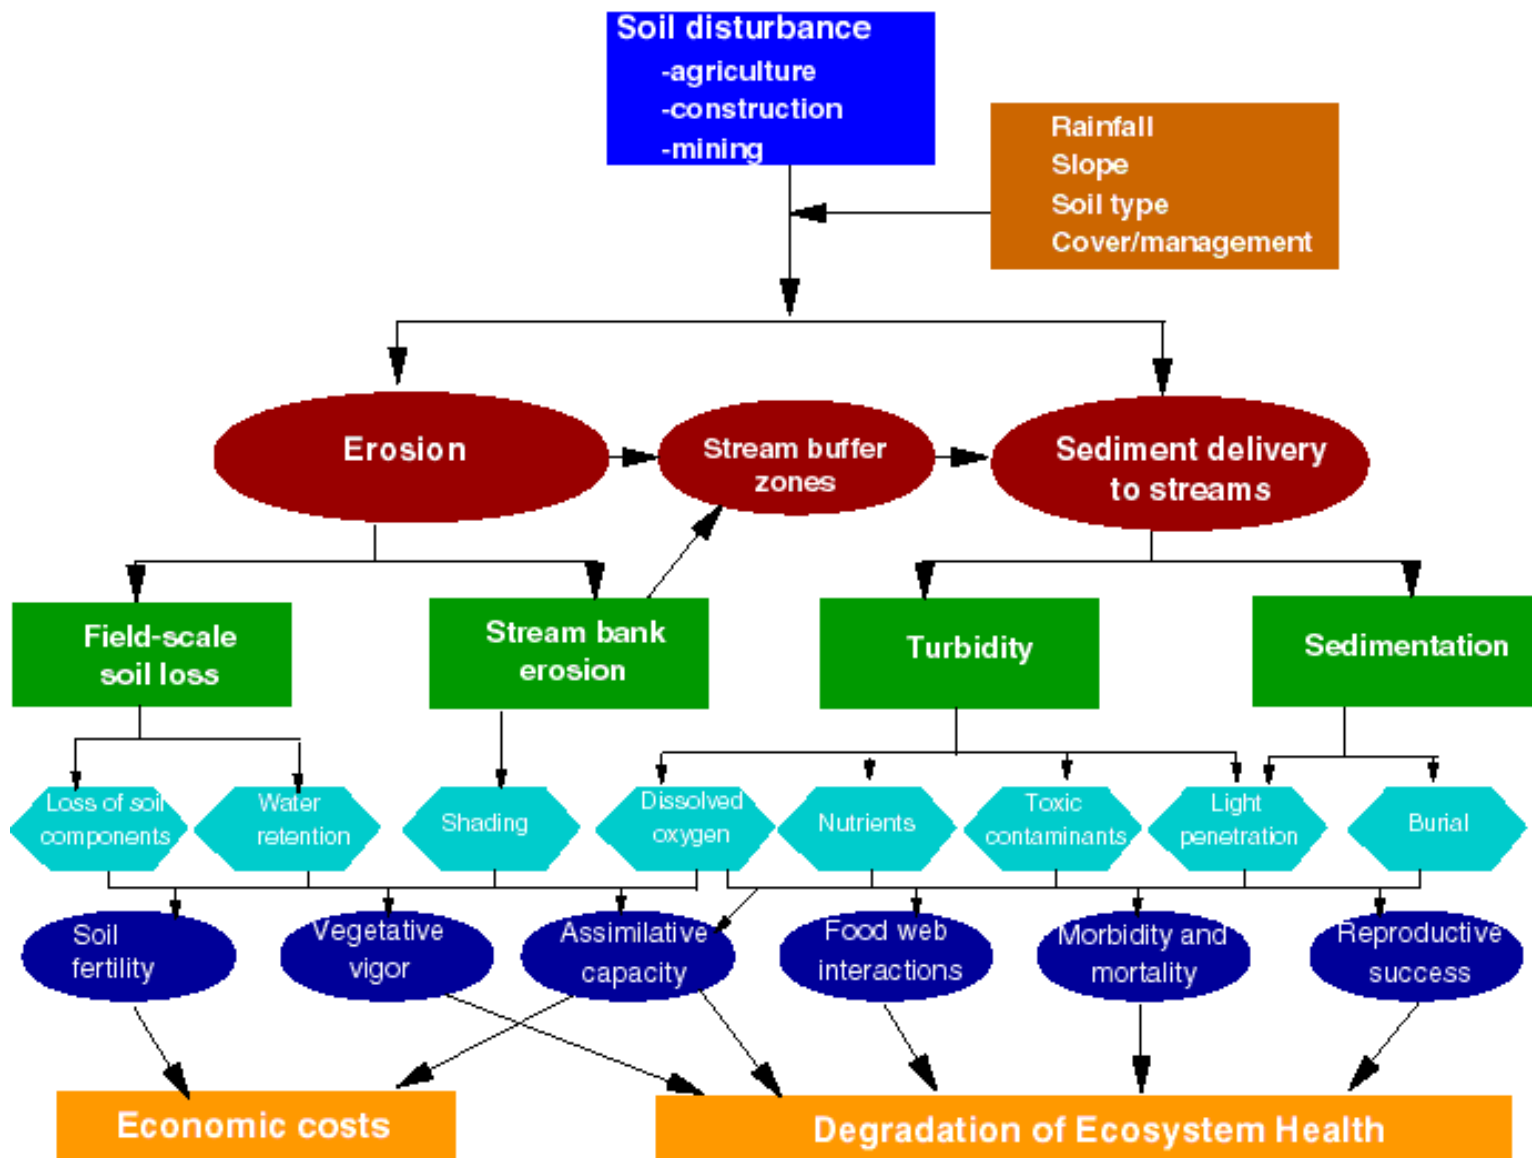 Soil disturbance
-agriculture
-construction
-mining
Rainfall
Slope
Soil type
Cover/management
Erosion
Stream buffer
zones
Sediment delivery
to streams
Field-scale
soil loss
Stream bank
erosion
Turbidity
Sedimentation
Loss of soil
components
Water
retention
Shading
Dissolved
oxygen
Nutrients
Toxic
contaminants
Light
penetration
Burial
Soil
fertility
Vegetative
vigor
Assimilative
capacity
Food web
interactions
Morbidity and
mortality
Reproductive
success
Economic costs
Degradation of Ecosystem Health